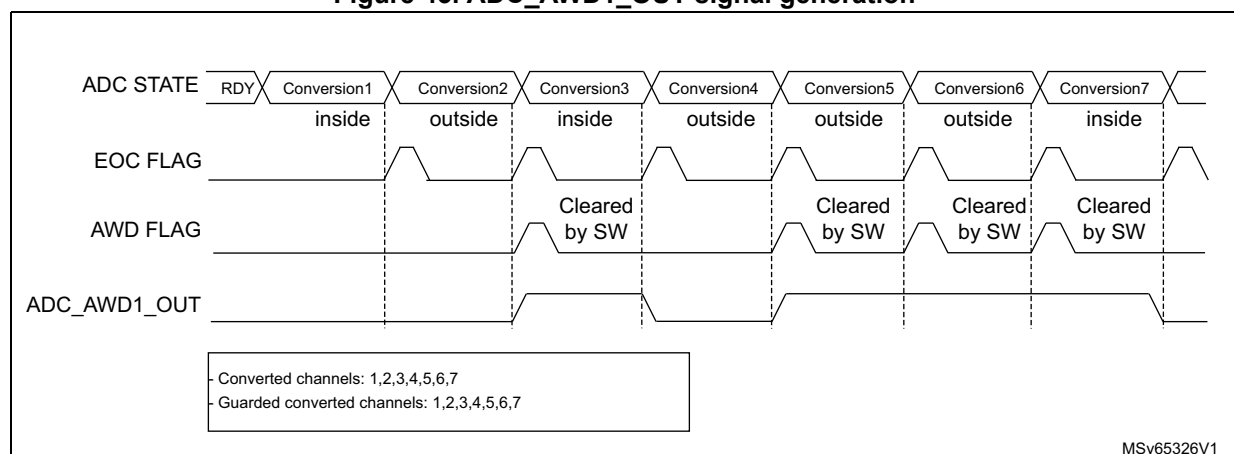 Figure ADC_AWD1_OUT signal generation
ADC STATE RDY Conversion1 Conversion2 Conversion3 Conversion4 Conversion5 Conversion6 Conversion7
inside outside inside outside outside outside inside
EOC FLAG
Cleared Cleared Cleared Cleared
AWD FLAG by SW by SW by SW by SW
ADC_AWD1_OUT
- Converted channels: 1,2,3,4,5,6,7
- Guarded converted channels: 1,2,3,4,5,6,7
MSv65326V1